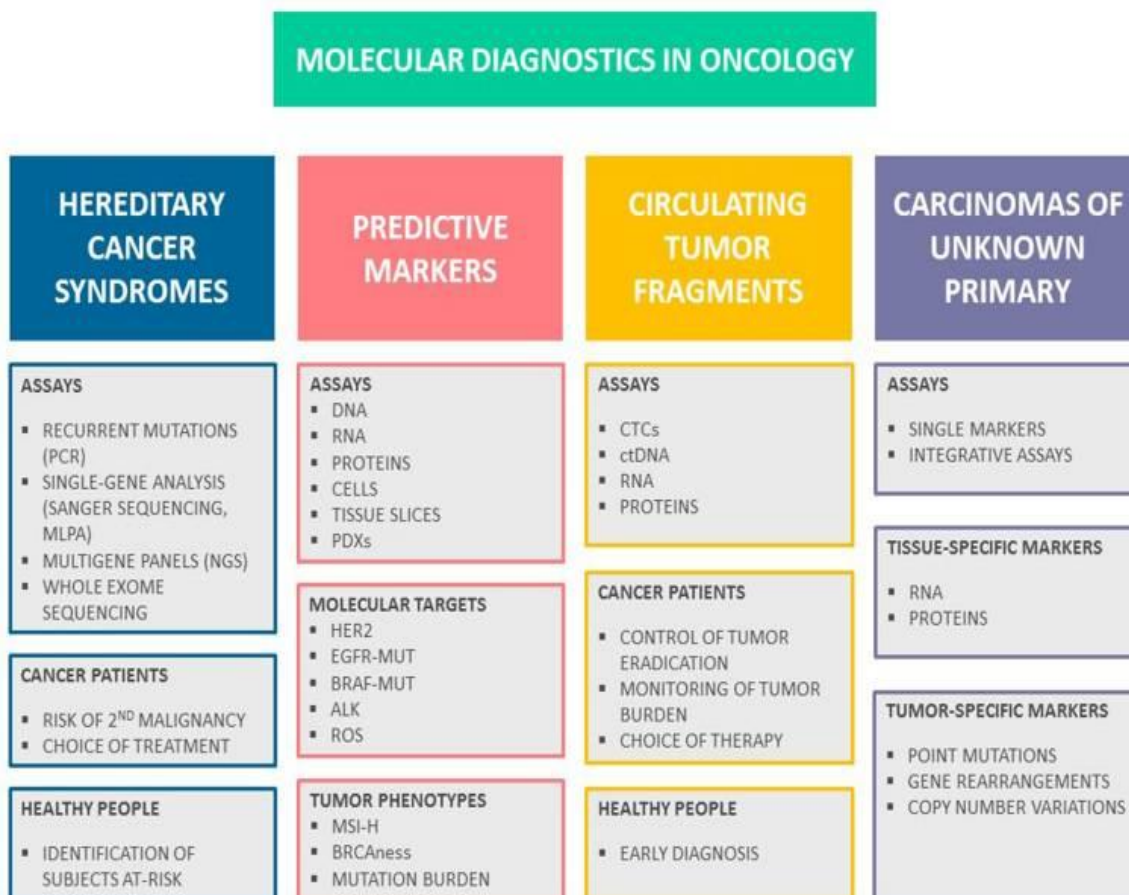 MOLECULAR DIAGNOSTICS IN ONCOLOGY
HEREDITARY
CANCER
SYNDROMES
ASSAYS
▪ RECURRENT MUTATIONS
(PCR)
▪ SINGLE-GENE ANALYSIS
(SANGER SEQUENCING,
MLPA)
▪ MULTIGENE PANELS (NGS)
▪ WHOLE EXOME
SEQUENCING
CANCER PATIENTS
▪ RISK OF 2ND MALIGNANCY
▪ CHOICE OF TREATMENT
HEALTHY PEOPLE
▪ IDENTIFICATION OF
SUBJECTS AT-RISK
PREDICTIVE
MARKERS
ASSAYS
▪ DNA
▪ RNA
▪ PROTEINS
▪ CELLS
▪ TISSUE SLICES
▪ PDXs
MOLECULAR TARGETS
▪ HER2
▪ EGFR-MUT
▪ BRAF-MUT
▪ ALK
▪ ROS
TUMOR PHENOTYPES
▪ MSI-H
▪ BRCAness
▪ MUTATION BURDEN
CIRCULATING
TUMOR
FRAGMENTS
ASSAYS
▪ CTCs
▪ ctDNA
▪ RNA
▪ PROTEINS
CANCER PATIENTS
▪ CONTROL OF TUMOR
ERADICATION
▪ MONITORING OF TUMOR
BURDEN
▪ CHOICE OF THERAPY
HEALTHY PEOPLE
▪ EARLY DIAGNOSIS
CARCINOMAS OF
UNKNOWN
PRIMARY
ASSAYS
▪ SINGLE MARKERS
▪ INTEGRATIVE ASSAYS
TISSUE-SPECIFIC MARKERS
▪ RNA
▪ PROTEINS
TUMOR-SPECIFIC MARKERS
▪ POINT MUTATIONS
▪ GENE REARRANGEMENTS
▪ COPY NUMBER VARIATIONS